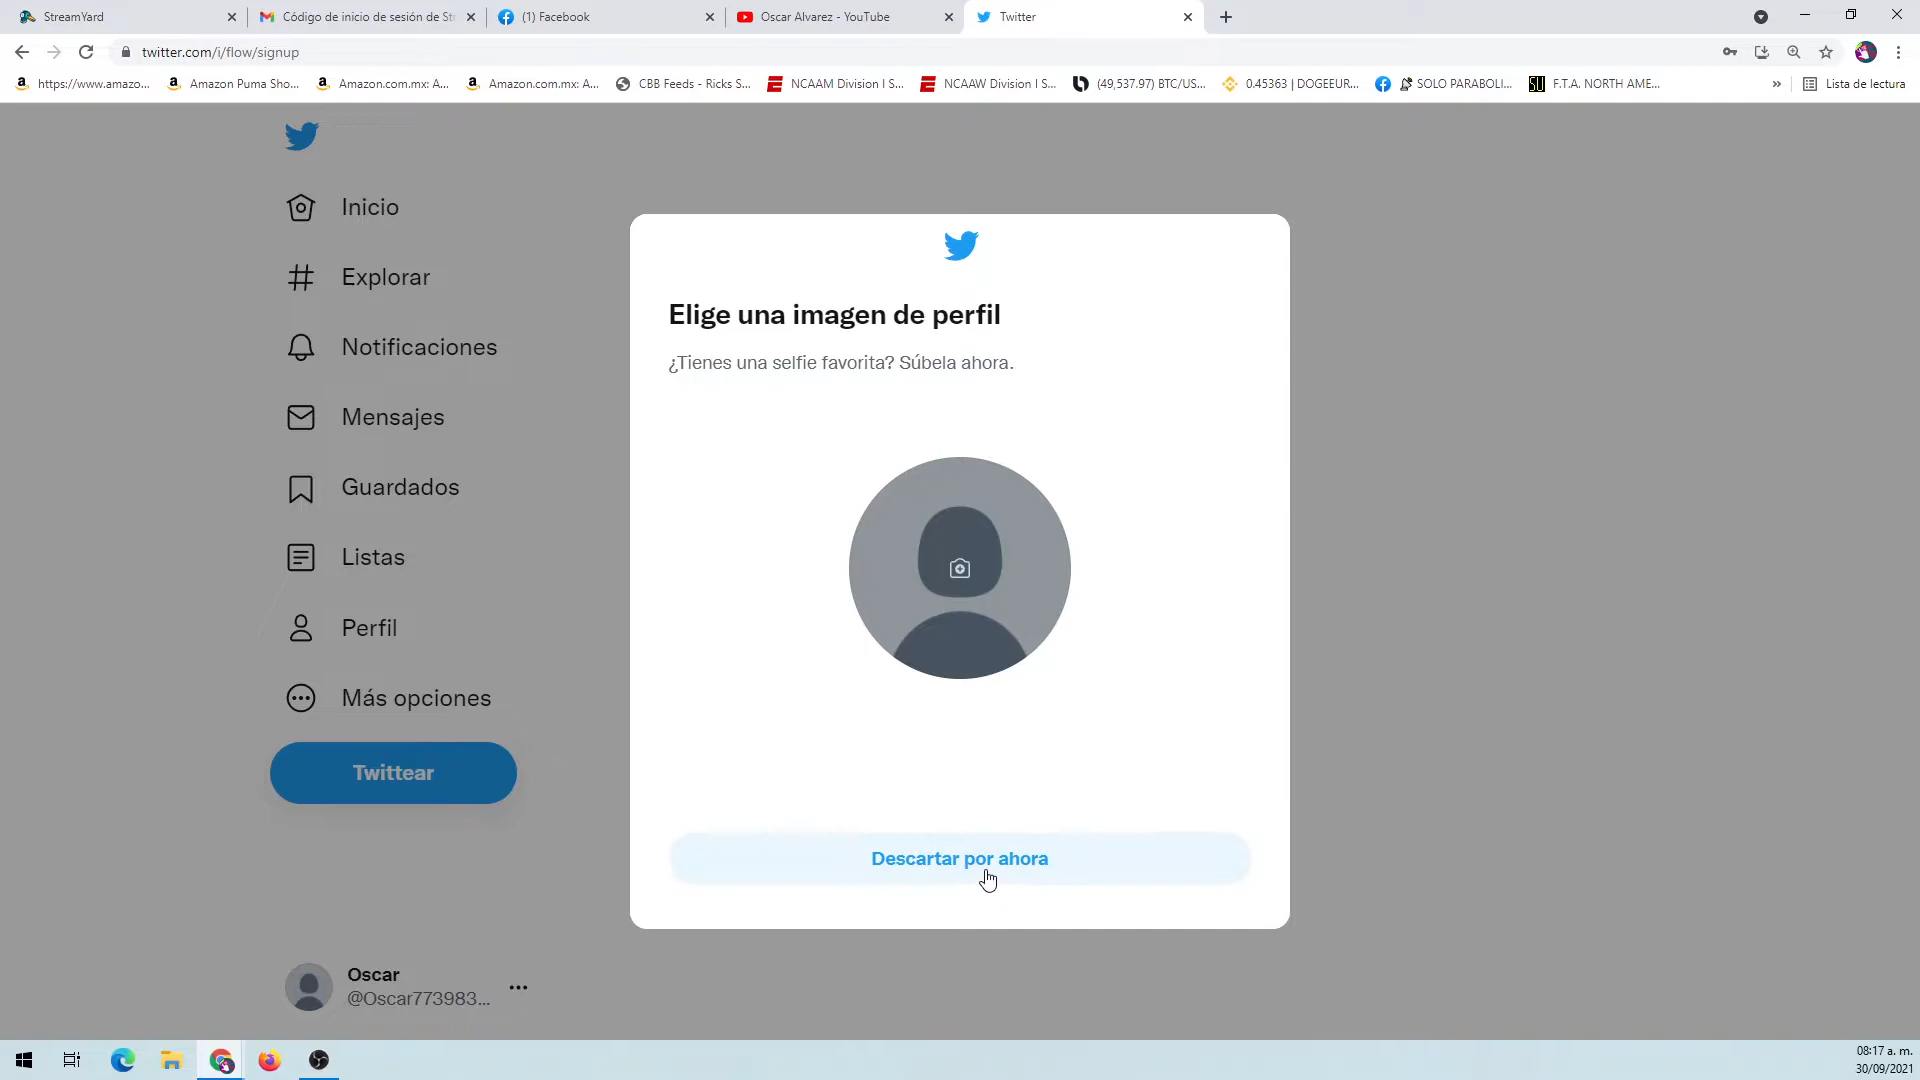 StreamYard
Código de inicio de sesión de Str
(1) Facebook
Oscar Alvarez - YouTube
Twitter
twitter.com/i/flow/signup
https://www.amazo...
Amazon Puma Sho...
Amazon.com.mx: A...
Amazon.com.mx: A...
CBB Feeds - Ricks S...
NCAAM Division I S...
NCAAW Division I S...
(49,537.97) BTC/US...
0.45363 | DOGEEUR...
SOLO PARABOLI...
F.T.A. NORTH AME...
»
Lista de lectura
Inicio
Explorar
Notificaciones
Mensajes
Guardados
Listas
Perfil
Más opciones
Twittear
Oscar
@Oscar773983...
Elige una imagen de perfil
¿Tienes una selfie favorita? Súbela ahora.
Descartar por ahora
08:17 a. m.
30/09/2021